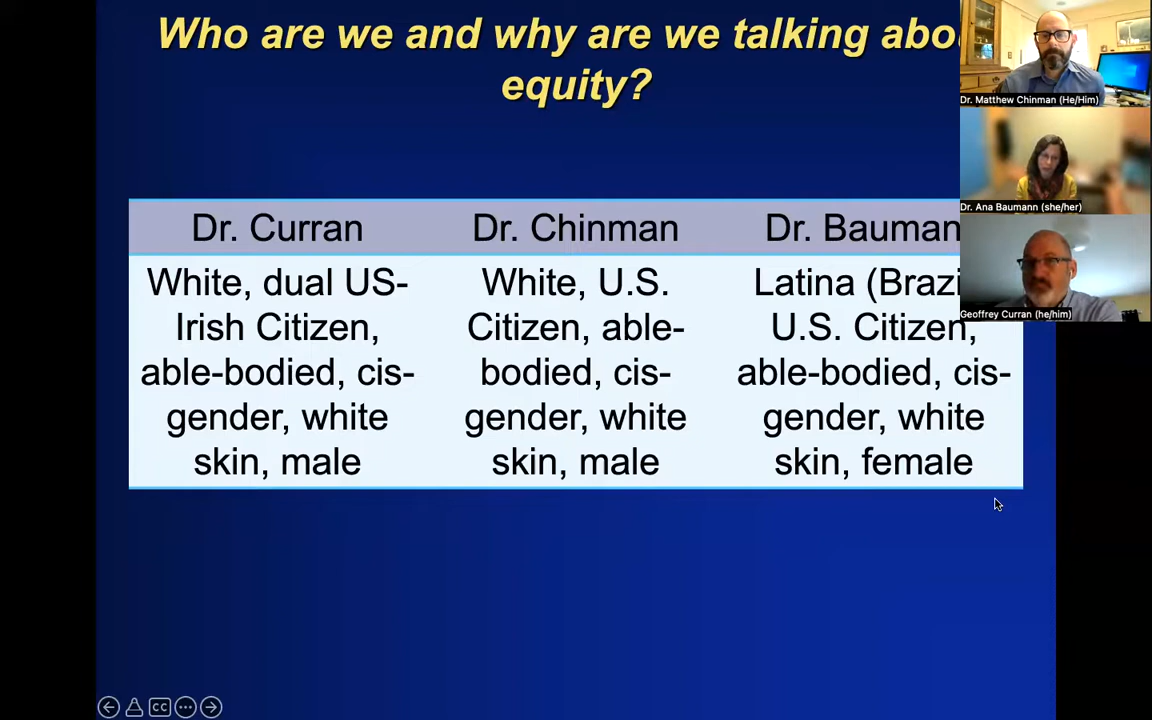 Who are we and why are we talking abou
equity?
Dr. Matthew Chinman (He/Him)
Dr. Ana Baumann (she/her)
Geoffrey Curran (he/him)
Dr. Curran
Dr. Chinman
Dr. Bauman
White, dual US-
Irish Citizen,
able-bodied, cis-
gender, white
skin, male
White, U.S.
Citizen, able-
bodied, cis-
gender, white
skin, male
Latina (Brazi
U.S. Citizen,
able-bodied, cis-
gender, white
skin, female
CC